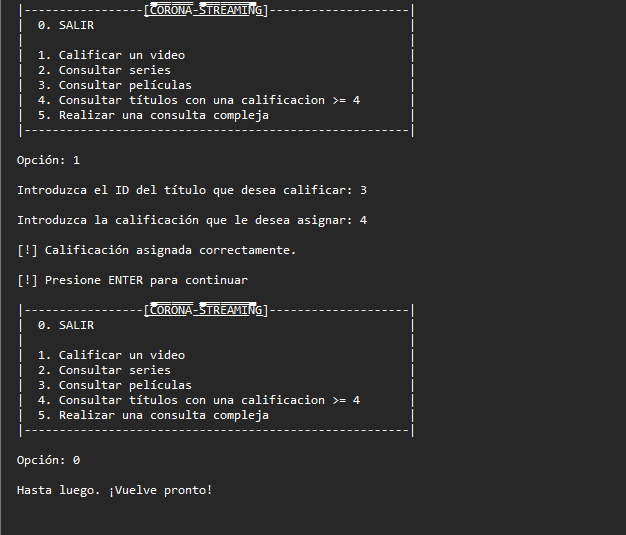 |-----------------[CORONA-STREAMING]--------------------|
|  0. SALIR                                             |
|                                                       |
|  1. Calificar un video                                |
|  2. Consultar series                                  |
|  3. Consultar películas                               |
|  4. Consultar títulos con una calificacion >= 4       |
|  5. Realizar una consulta compleja                    |
|-------------------------------------------------------|
Opción: 1
Introduzca el ID del título que desea calificar: 3
Introduzca la calificación que le desea asignar: 4
[!] Calificación asignada correctamente.
[!] Presione ENTER para continuar
|-----------------[CORONA-STREAMING]--------------------|
|  0. SALIR                                             |
|                                                       |
|  1. Calificar un video                                |
|  2. Consultar series                                  |
|  3. Consultar películas                               |
|  4. Consultar títulos con una calificacion >= 4       |
|  5. Realizar una consulta compleja                    |
|-------------------------------------------------------|
Opción: 0
Hasta luego. ¡Vuelve pronto!